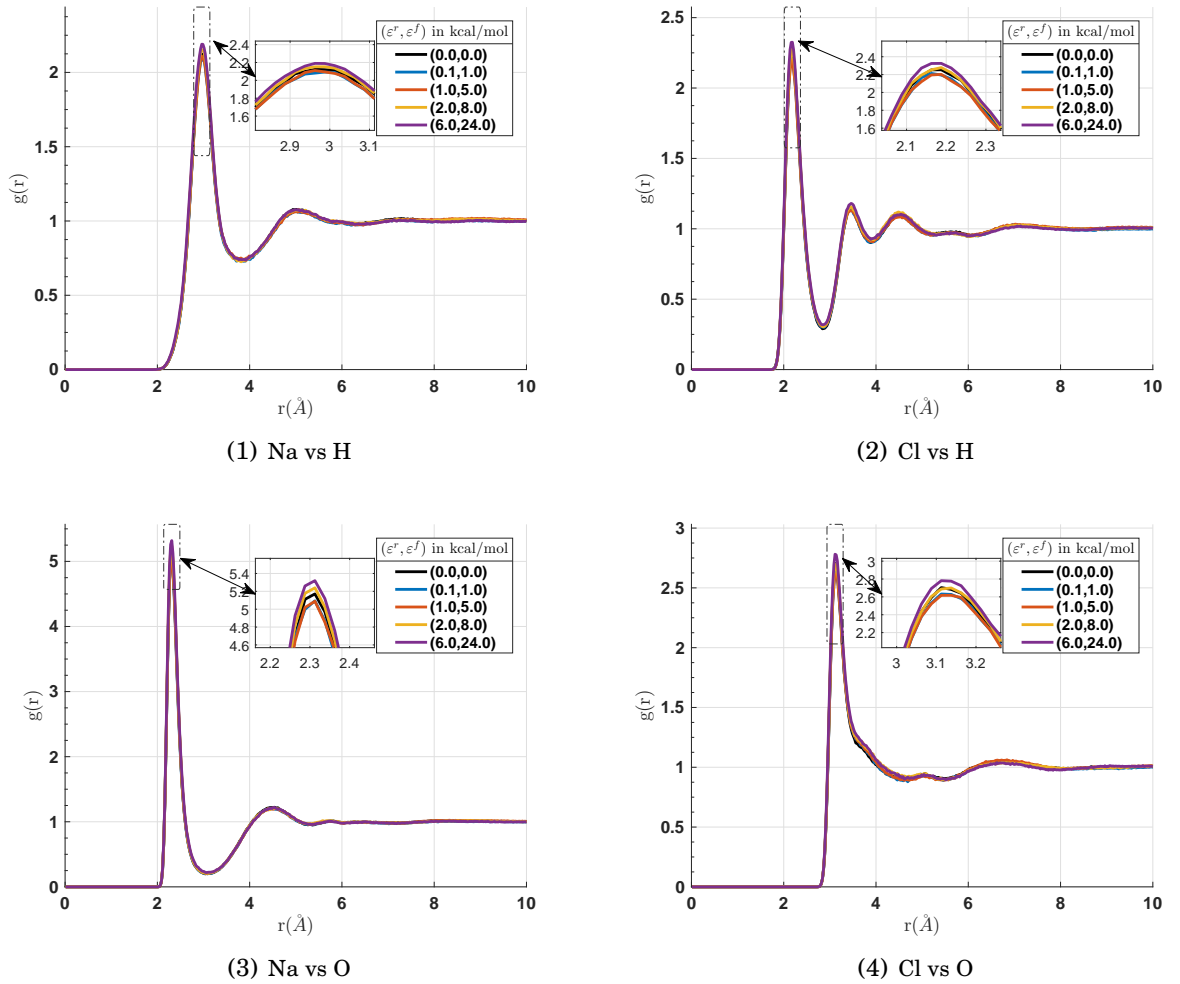 (εʳ, εᶠ) in kcal/mol
(0.0,0.0)
(0.1,1.0)
(1.0,5.0)
(2.0,8.0)
(6.0,24.0)
2.4
2.2
2
1.8
1.6
2.9 3 3.1
g(r)
2
1.5
1
0.5
0
0 2 4 6 8 10
r(Å)
(1) Na vs H
(εʳ, εᶠ) in kcal/mol
(0.0,0.0)
(0.1,1.0)
(1.0,5.0)
(2.0,8.0)
(6.0,24.0)
2.4
2.2
2
1.8
1.6
2.1 2.2 2.3
g(r)
2.5
2
1.5
1
0.5
0
0 2 4 6 8 10
r(Å)
(2) Cl vs H
(εʳ, εᶠ) in kcal/mol
(0.0,0.0)
(0.1,1.0)
(1.0,5.0)
(2.0,8.0)
(6.0,24.0)
5.4
5.2
5
4.8
4.6
2.2 2.3 2.4
g(r)
5
4
3
2
1
0
0 2 4 6 8 10
r(Å)
(3) Na vs O
(εʳ, εᶠ) in kcal/mol
(0.0,0.0)
(0.1,1.0)
(1.0,5.0)
(2.0,8.0)
(6.0,24.0)
3
2.8
2.6
2.4
2.2
3 3.1 3.2
g(r)
3
2.5
2
1.5
1
0.5
0
0 2 4 6 8 10
r(Å)
(4) Cl vs O